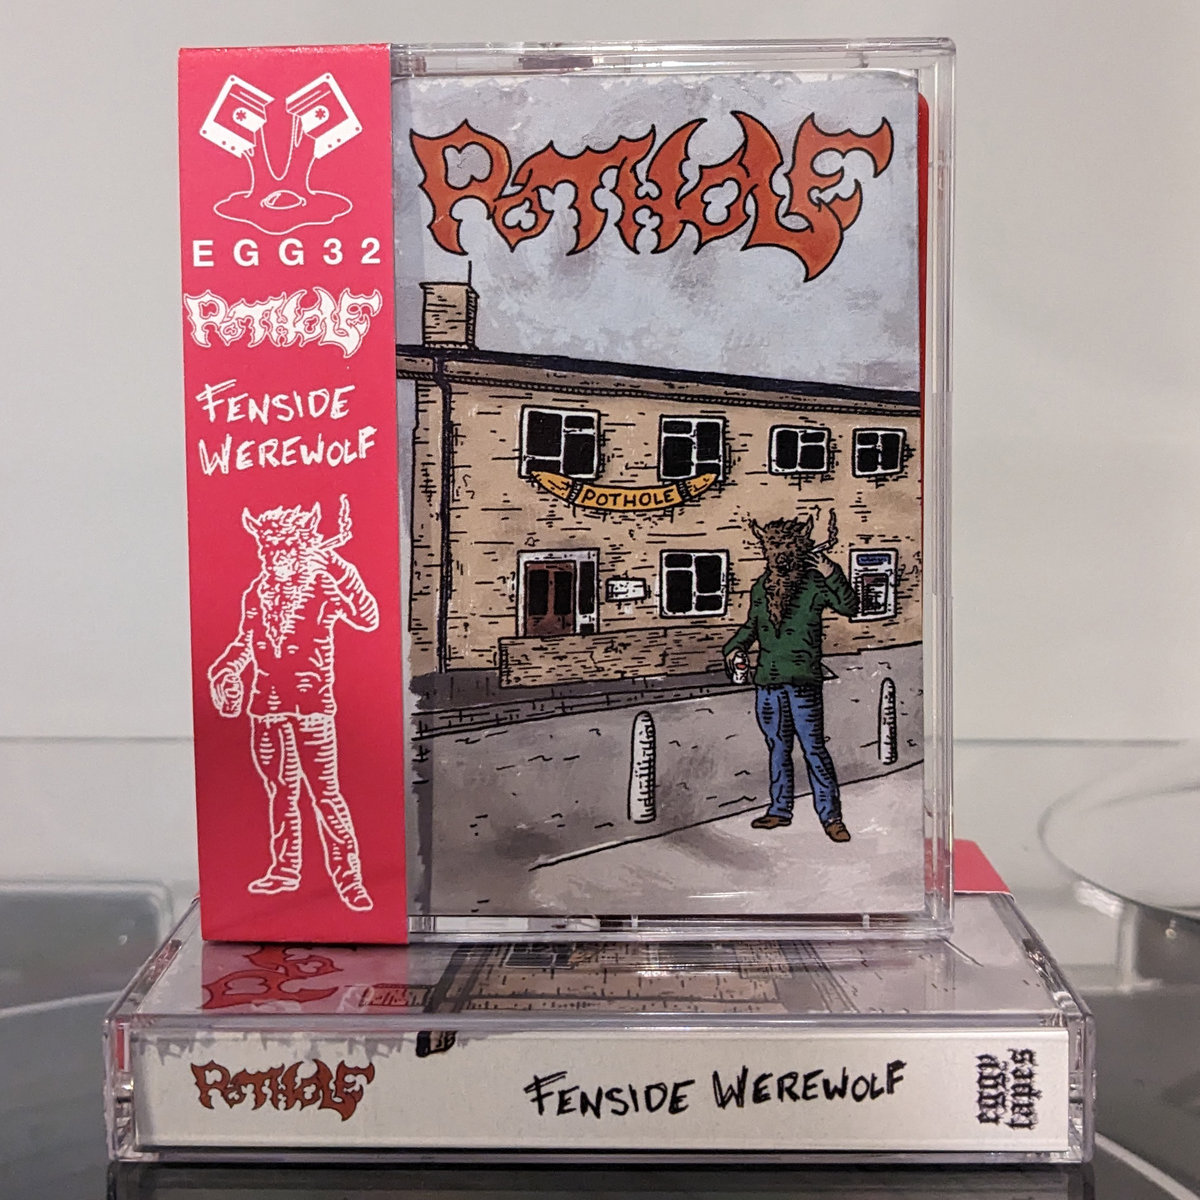 EGG32
POTHOLE
FENSIDE
WEREWOLF
POTHOLE
POTHOLE
POTHOLE
FENSIDE WEREWOLF
eggy
tapes